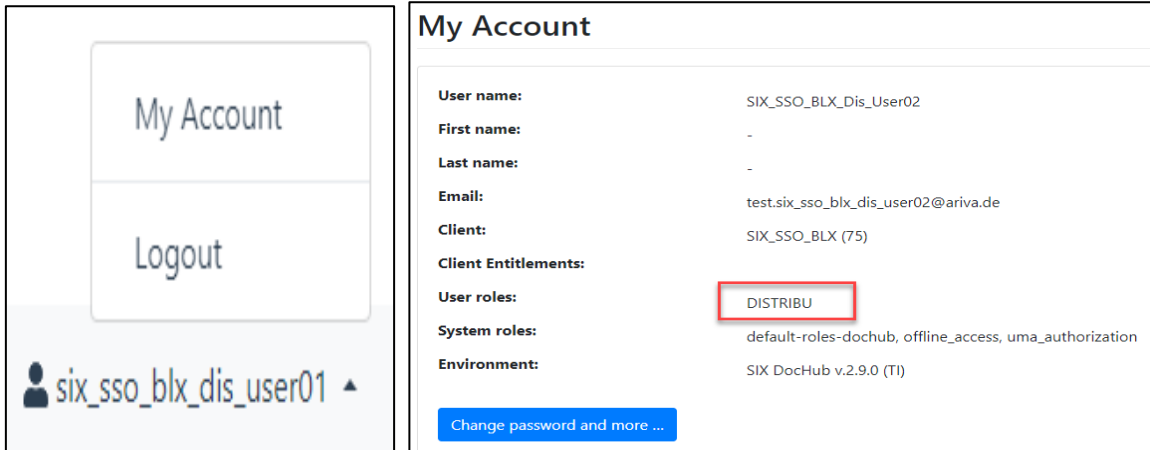 My Account
Logout
six_sso_blx_dis_user01
My Account
User name: SIX_SSO_BLX_Dis_User02
First name: -
Last name: -
Email: test.six_sso_blx_dis_user02@ariva.de
Client: SIX_SSO_BLX (75)
Client Entitlements:
User roles: DISTRIBU
System roles: default-roles-dochub, offline_access, uma_authorization
Environment: SIX DocHub v.2.9.0 (TI)
Change password and more ...